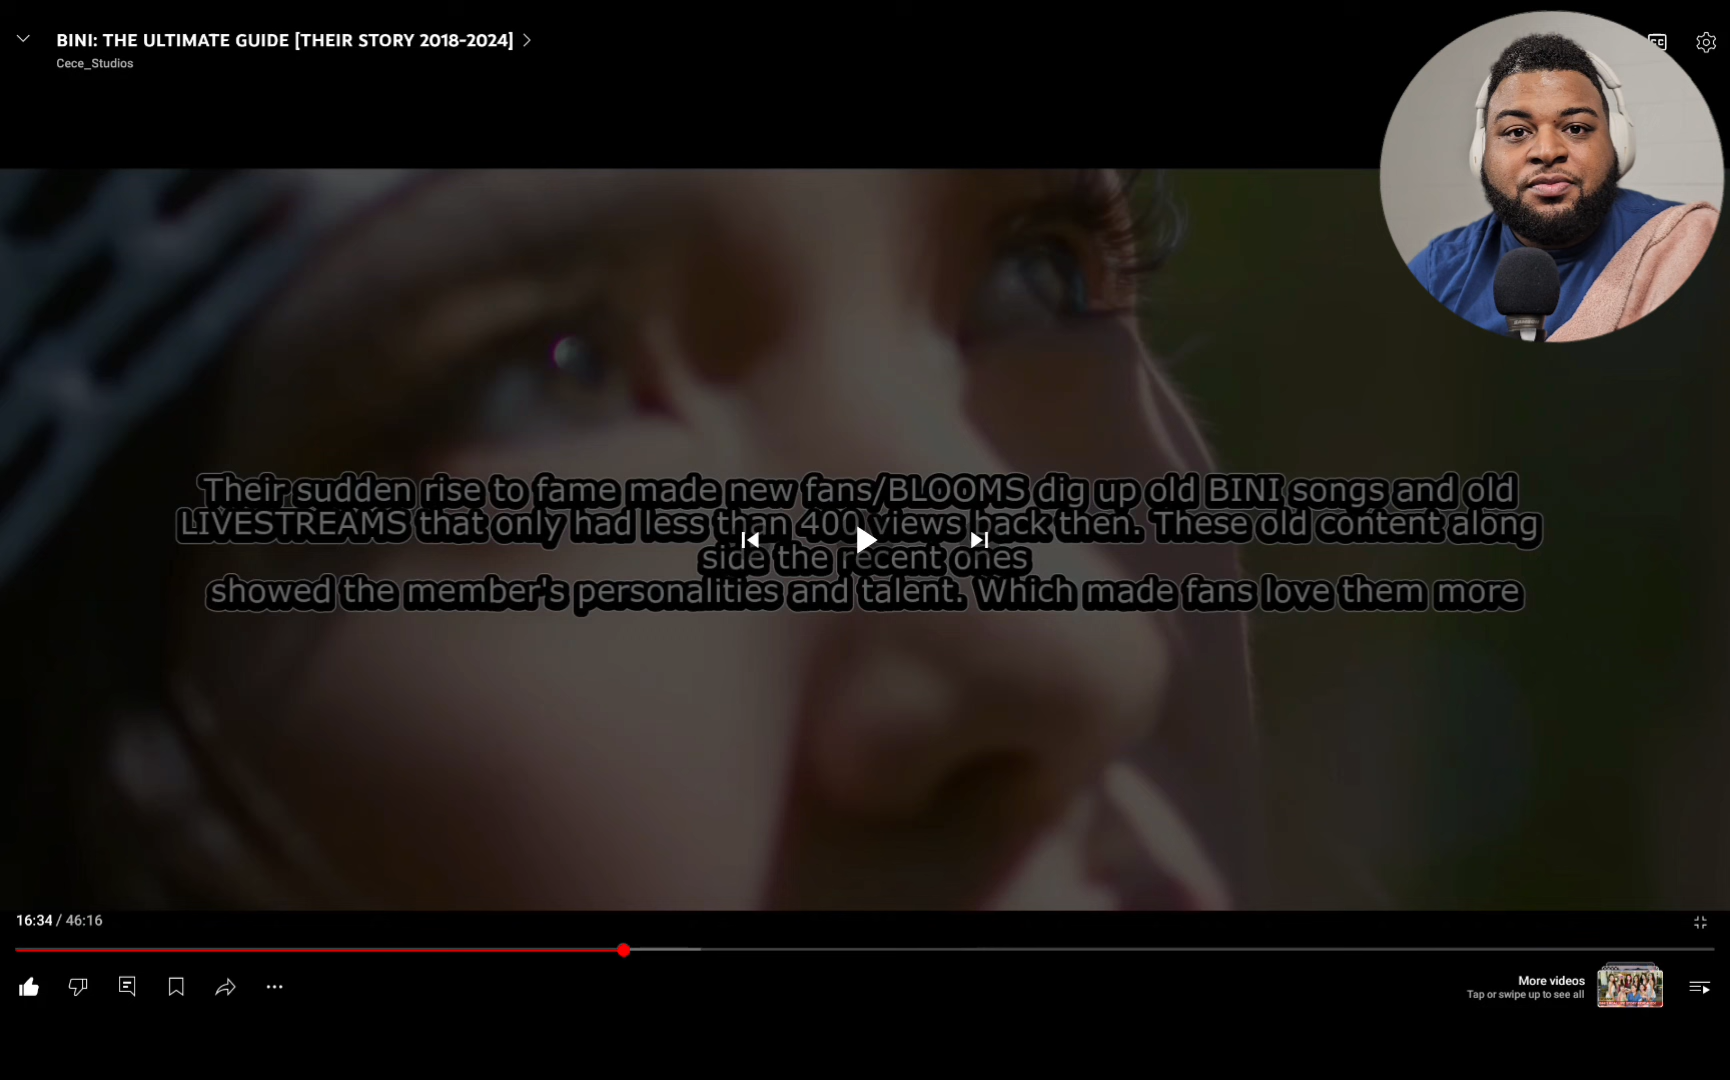 BINI: THE ULTIMATE GUIDE [THEIR STORY 2018-2024]
Cece_Studios
CC
Their sudden rise to fame made new fans/BLOOMS dig up old BINI songs and old
LIVESTREAMS that only had less than 400 views back then. These old content along
side the recent ones
showed the member's personalities and talent. Which made fans love them more
16:34 / 46:16
More videos
Tap or swipe up to see all